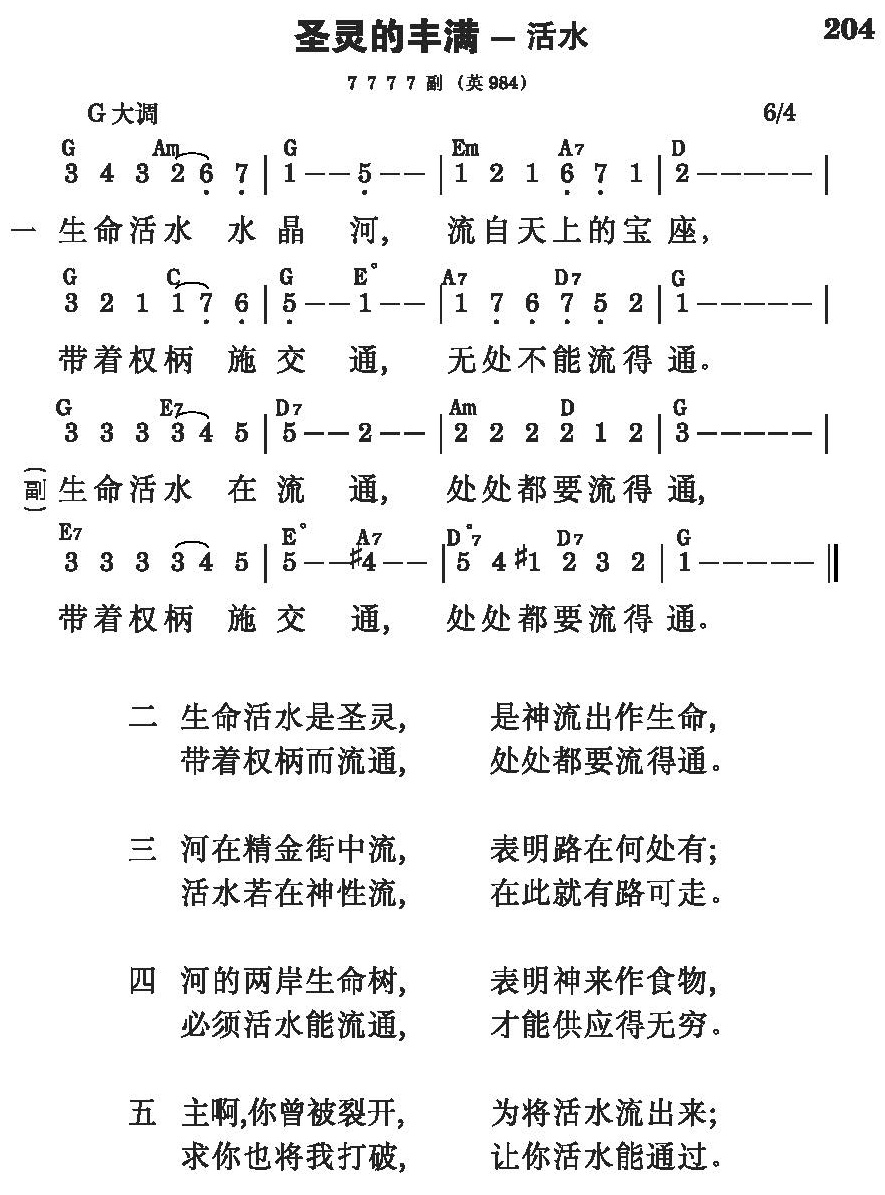 圣灵的丰满 — 活水 204
7 7 7 7 副 (英 984)
G 大调 6/4
G Am G Em A7 D
3 4 3 2 6 7 | 1 — — 5 — — | 1 2 1 6 7 1 | 2 — — — — — |
一 生命活水 水 晶 河, 流自天上的宝 座,
G C G E° A7 D7 G
3 2 1 1 7 6 | 5 — — 1 — — | 1 7 6 7 5 2 | 1 — — — — — |
带着权柄 施 交 通, 无处不能流得 通。
G E7 D7 Am D G
3 3 3 3 4 5 | 5 — — 2 — — | 2 2 2 2 1 2 | 3 — — — — — |
(副) 生命活水 在 流 通, 处处都要流得 通,
E7 E° A7 D°7 D7 G
3 3 3 3 4 5 | 5 — — ♯4 — — | 5 4 ♯1 2 3 2 | 1 — — — — — ‖
带着权柄 施 交 通, 处处都要流得 通。
二 生命活水是圣灵, 是神流出作生命,
带着权柄而流通, 处处都要流得通。
三 河在精金街中流, 表明路在何处有;
活水若在神性流, 在此就有路可走。
四 河的两岸生命树, 表明神来作食物,
必须活水能流通, 才能供应得无穷。
五 主啊,你曾被裂开, 为将活水流出来;
求你也将我打破, 让你活水能通过。